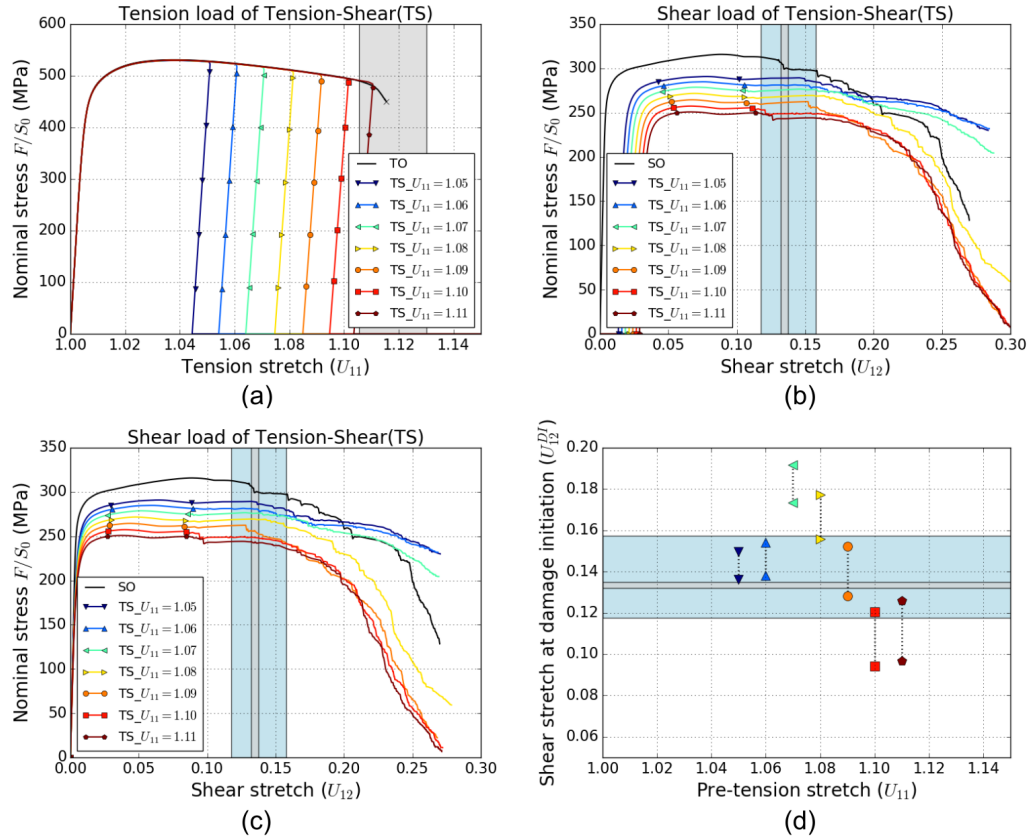 Tension load of Tension-Shear(TS)
Nominal stress F/S₀ (MPa)
600
500
400
300
200
100
0
TO
TS_U₁₁=1.05
TS_U₁₁=1.06
TS_U₁₁=1.07
TS_U₁₁=1.08
TS_U₁₁=1.09
TS_U₁₁=1.10
TS_U₁₁=1.11
1.00 1.02 1.04 1.06 1.08 1.10 1.12 1.14
Tension stretch (U₁₁)
(a)
Shear load of Tension-Shear(TS)
Nominal stress F/S₀ (MPa)
350
300
250
200
350
100
50
0
SO
TS_U₁₁=1.05
TS_U₁₁=1.06
TS_U₁₁=1.07
TS_U₁₁=1.08
TS_U₁₁=1.09
TS_U₁₁=1.10
TS_U₁₁=1.11
0.00 0.05 0.10 0.15 0.20 0.25 0.30
Shear stretch (U₁₂)
(b)
Shear load of Tension-Shear(TS)
Nominal stress F/S₀ (MPa)
350
300
250
200
150
100
50
0
SO
TS_U₁₁=1.05
TS_U₁₁=1.06
TS_U₁₁=1.07
TS_U₁₁=1.08
TS_U₁₁=1.09
TS_U₁₁=1.10
TS_U₁₁=1.11
0.00 0.05 0.10 0.15 0.20 0.25 0.30
Shear stretch (U₁₂)
(c)
Shear stretch at damage initiation (U₁₂ᴰᴵ)
0.20
0.18
0.16
0.14
0.12
0.10
0.08
0.06
1.00 1.02 1.04 1.06 1.08 1.10 1.12 1.14
Pre-tension stretch (U₁₁)
(d)